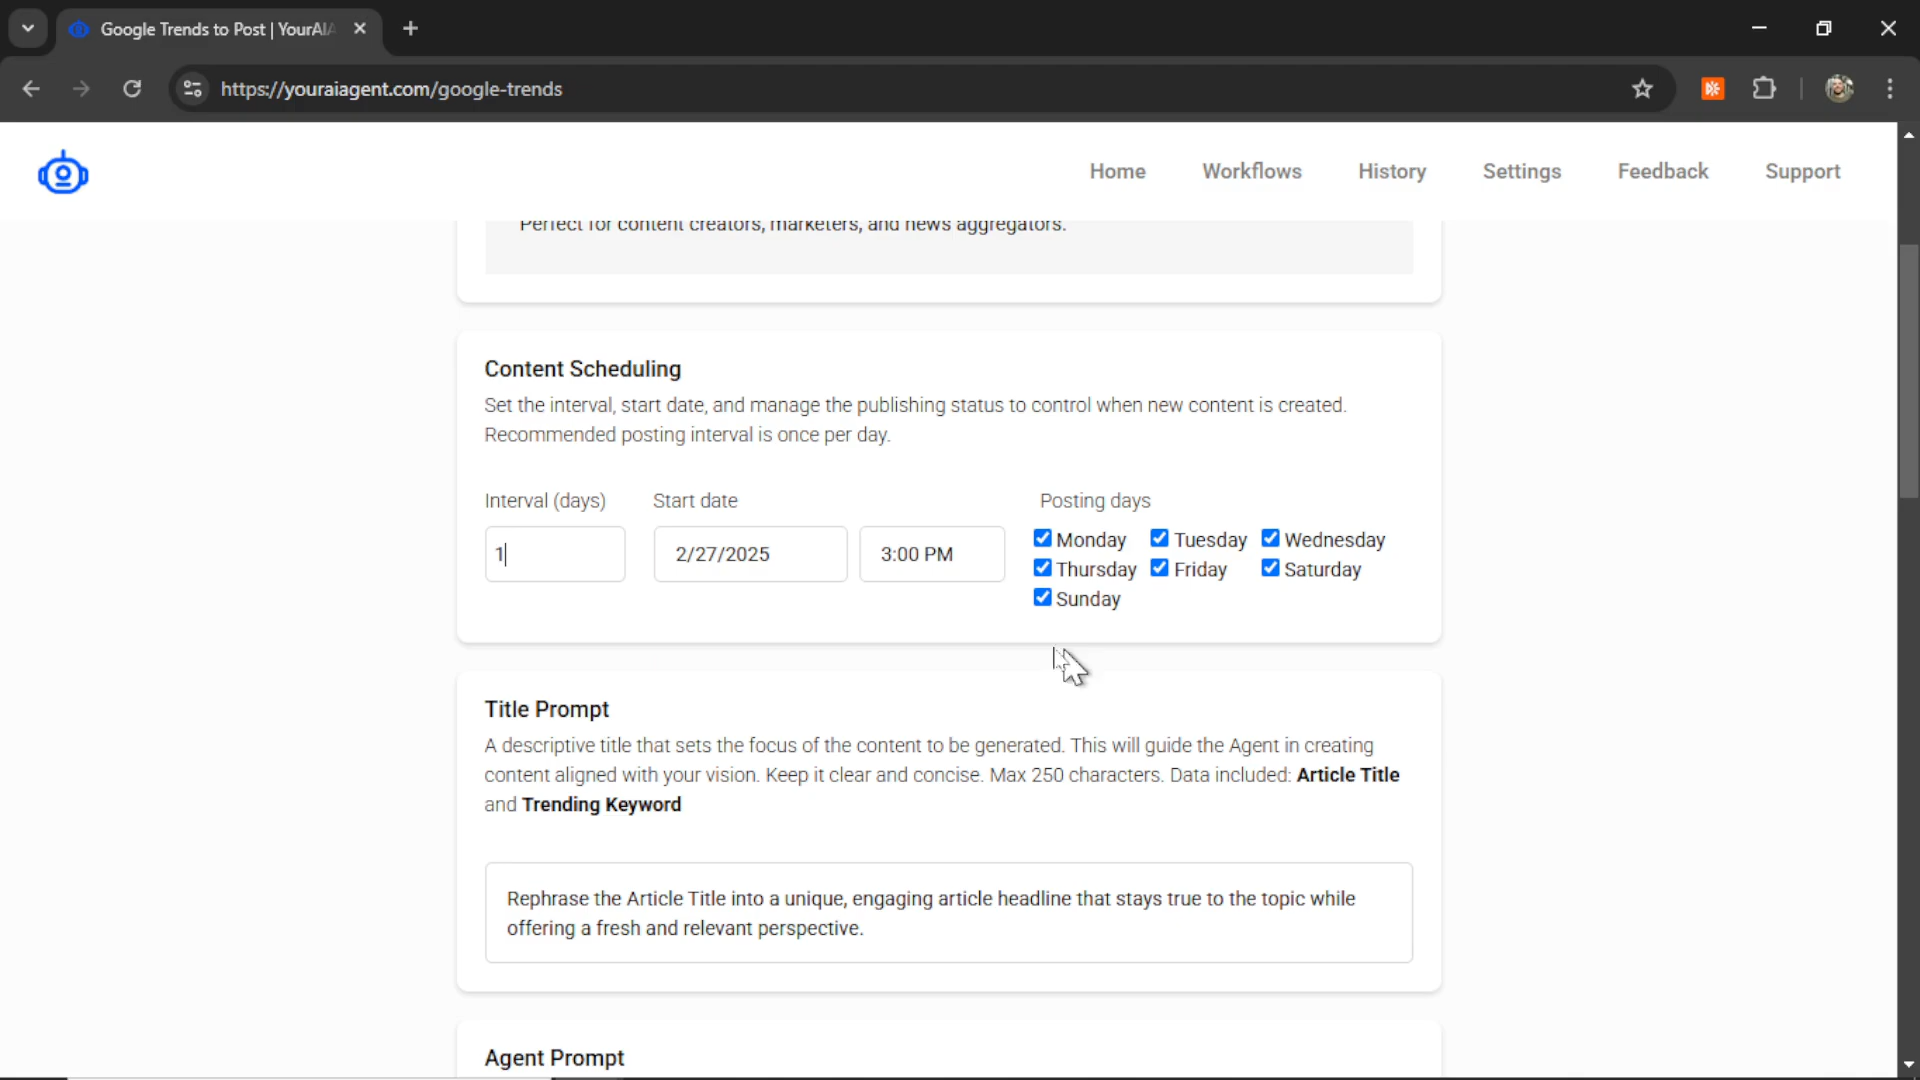 Google Trends to Post | YourAIA
https://youraiagent.com/google-trends
Home Workflows History Settings Feedback Support
Perfect for content creators, marketers, and news aggregators.
Content Scheduling
Set the interval, start date, and manage the publishing status to control when new content is created.
Recommended posting interval is once per day.
Interval (days) Start date Posting days
1 2/27/2025 3:00 PM
Monday Tuesday Wednesday
Thursday Friday Saturday
Sunday
Title Prompt
A descriptive title that sets the focus of the content to be generated. This will guide the Agent in creating
content aligned with your vision. Keep it clear and concise. Max 250 characters. Data included: Article Title
and Trending Keyword
Rephrase the Article Title into a unique, engaging article headline that stays true to the topic while
offering a fresh and relevant perspective.
Agent Prompt